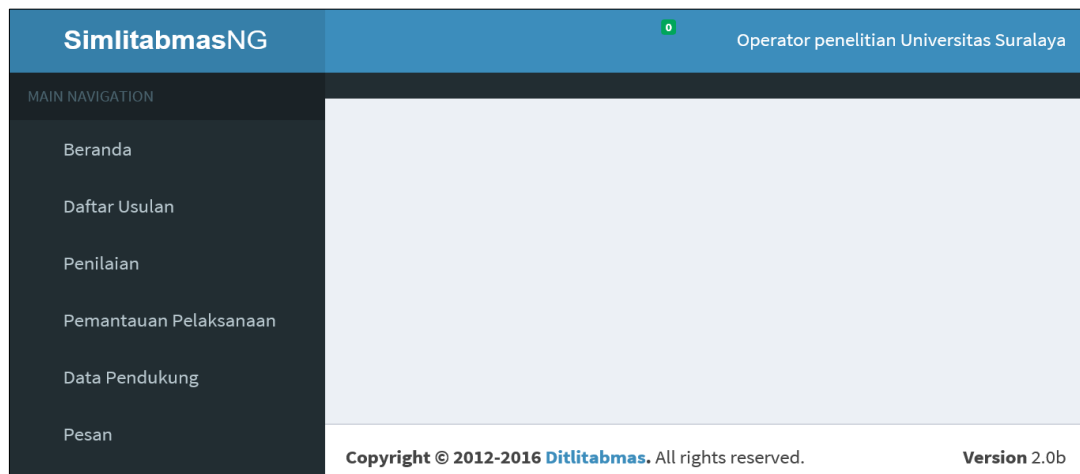 SimlitabmasNG
0
Operator penelitian Universitas Suralaya
MAIN NAVIGATION
Beranda
Daftar Usulan
Penilaian
Pemantauan Pelaksanaan
Data Pendukung
Pesan
Copyright © 2012-2016 Ditlitabmas. All rights reserved.
Version 2.0b